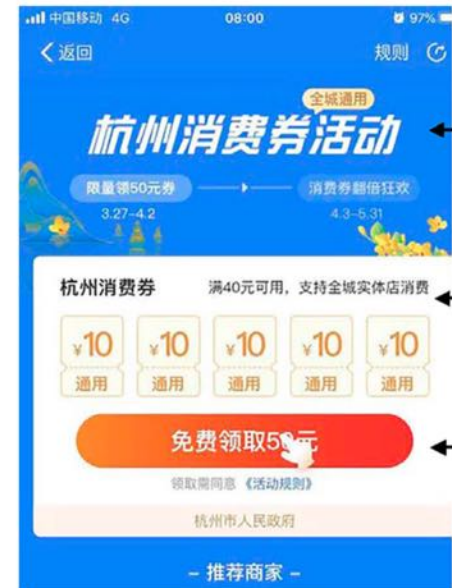 中国移动 4G 08:00 97%
返回 规则
全城通用
杭州消费券活动
限量领50元券 消费券翻倍狂欢
3.27-4.2 4.3-5.31
杭州消费券 满40元可用，支持全城实体店消费
¥10 ¥10 ¥10 ¥10 ¥10
通用 通用 通用 通用 通用
免费领取50元
领取需同意《活动规则》
杭州市人民政府
- 推荐商家 -